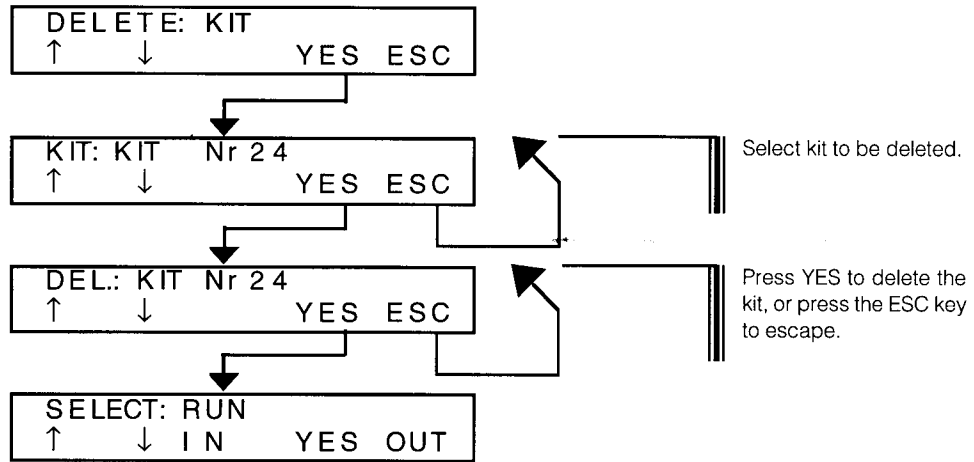 DELETE: KIT
↑ ↓ YES ESC
KIT: KIT Nr 24
↑ ↓ YES ESC
Select kit to be deleted.
DEL.: KIT Nr 24
↑ ↓ YES ESC
Press YES to delete the
kit, or press the ESC key
to escape.
SELECT: RUN
↑ ↓ IN YES OUT